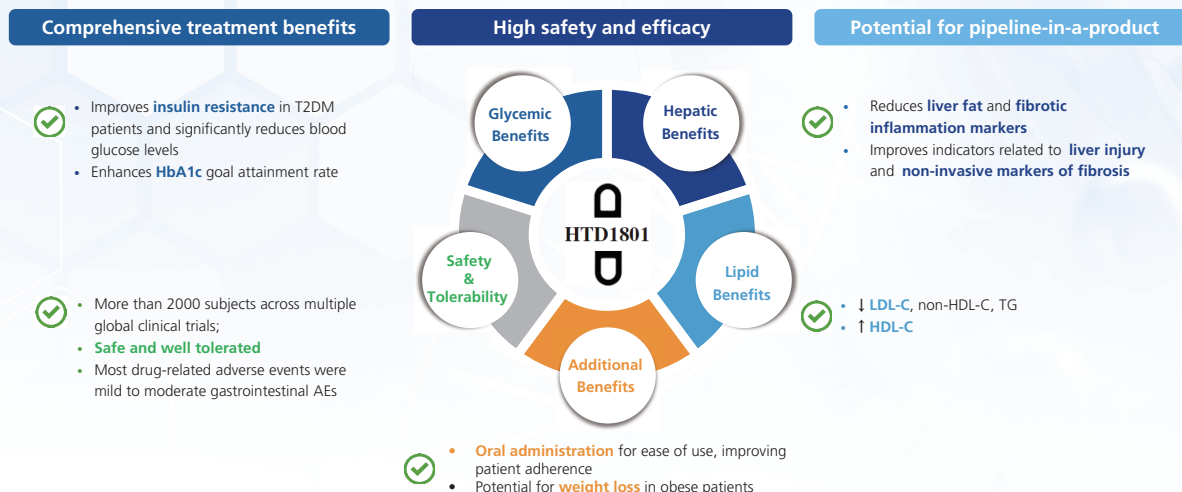 Comprehensive treatment benefits
High safety and efficacy
Potential for pipeline-in-a-product
• Improves insulin resistance in T2DM
patients and significantly reduces blood
glucose levels
• Enhances HbA1c goal attainment rate
Glycemic
Benefits
Hepatic
Benefits
• Reduces liver fat and fibrotic
inflammation markers
• Improves indicators related to liver injury
and non-invasive markers of fibrosis
HTD1801
Safety
&
Tolerability
Lipid
Benefits
Additional
Benefits
• More than 2000 subjects across multiple
global clinical trials;
• Safe and well tolerated
• Most drug-related adverse events were
mild to moderate gastrointestinal AEs
• ↓ LDL-C, non-HDL-C, TG
• ↑ HDL-C
• Oral administration for ease of use, improving
patient adherence
• Potential for weight loss in obese patients